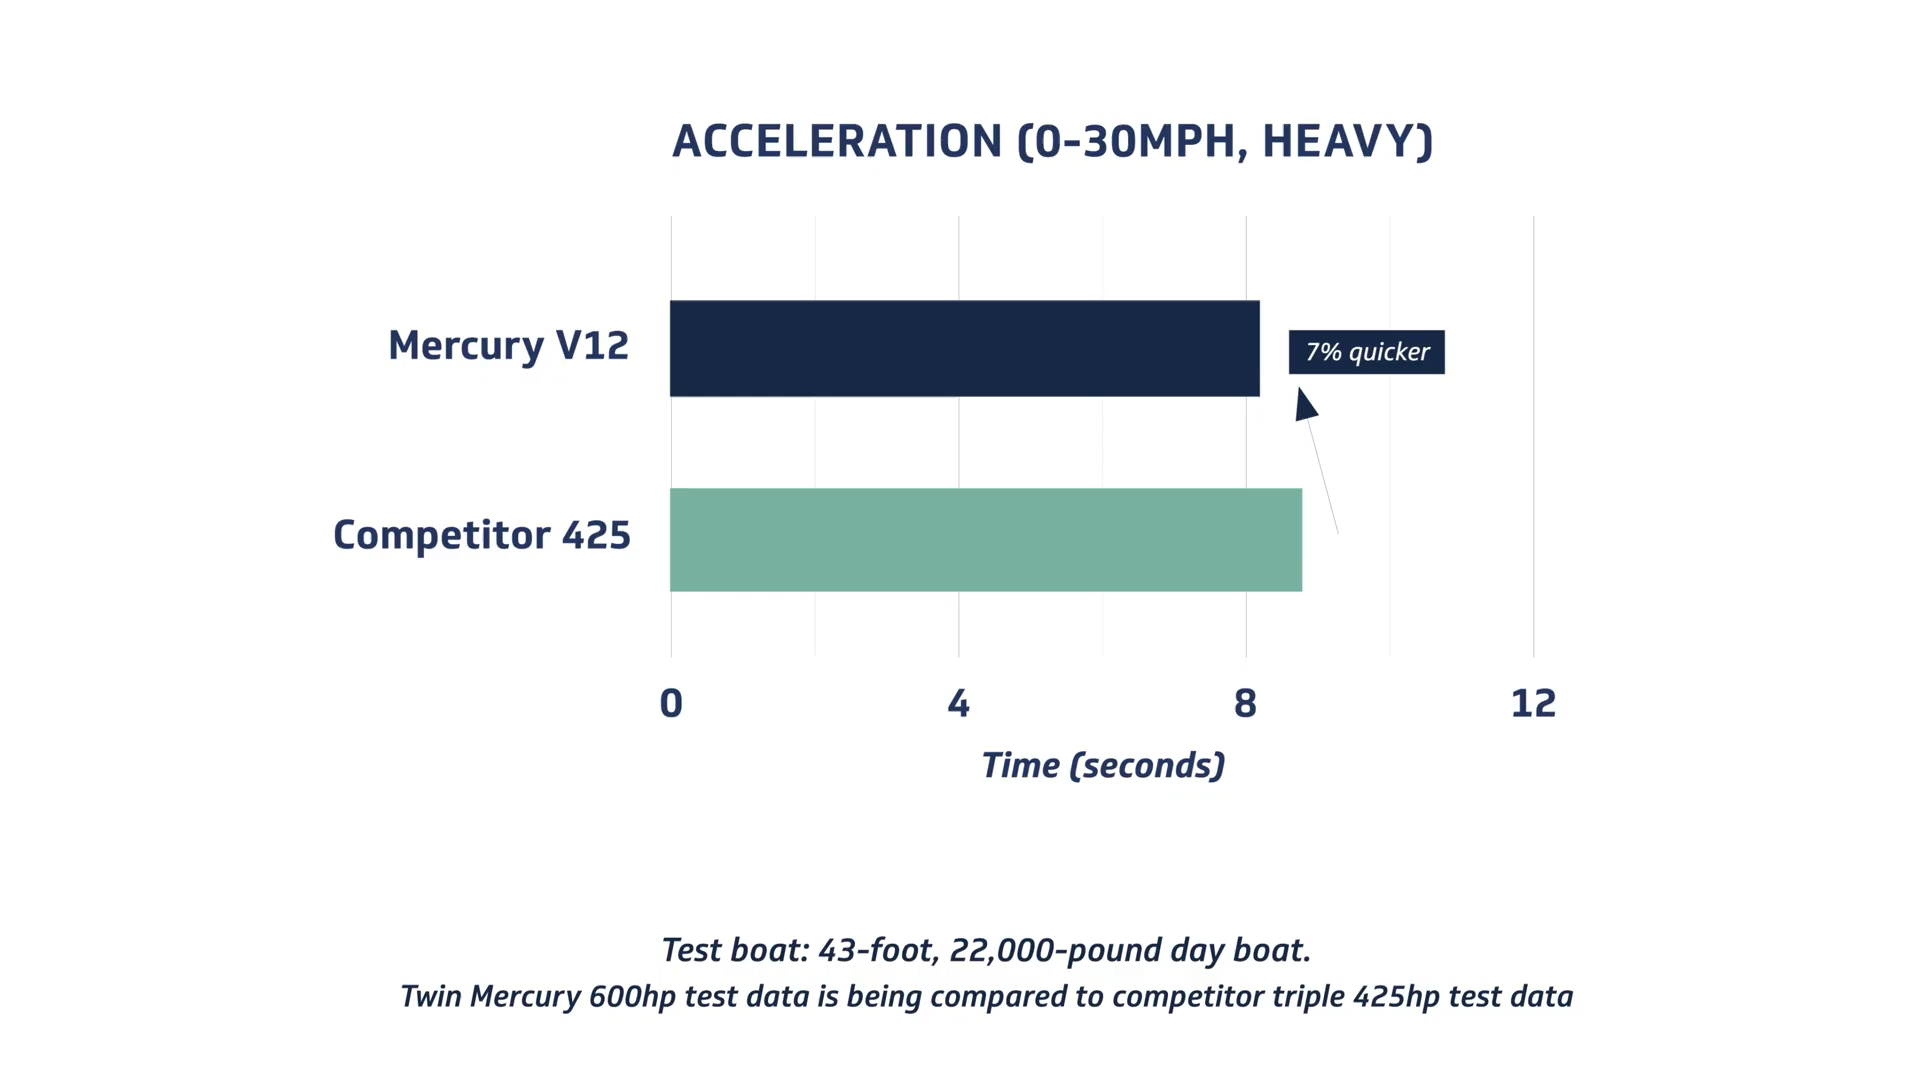 ACCELERATION (0-30MPH, HEAVY)
Mercury V12
7% quicker
Competitor 425
0 4 8 12
Time (seconds)
Test boat: 43-foot, 22,000-pound day boat.
Twin Mercury 600hp test data is being compared to competitor triple 425hp test data